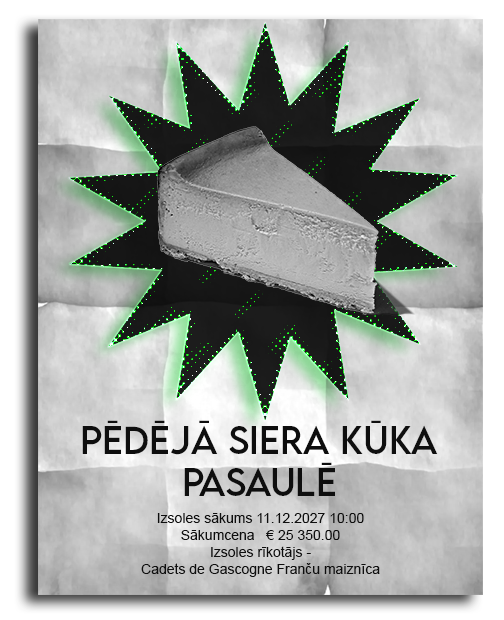 PĒDĒJĀ SIERA KŪKA
PASAULĒ
Izsoles sākums 11.12.2027 10:00
Sākumcena € 25 350.00
Izsoles rīkotājs -
Cadets de Gascogne Franču maiznīca